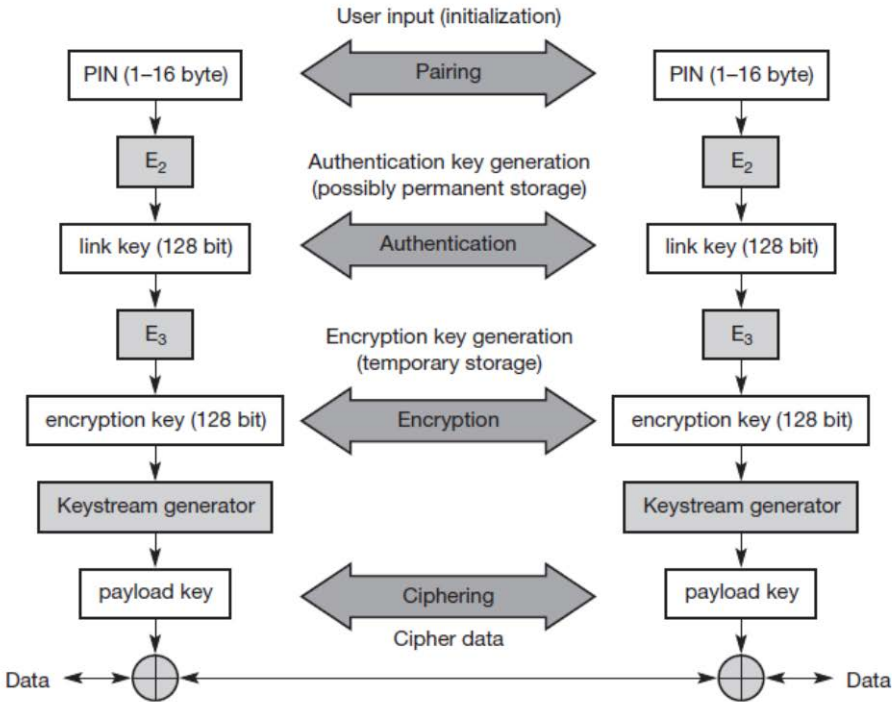 User input (initialization)
PIN (1–16 byte)
Pairing
PIN (1–16 byte)
E2
Authentication key generation
(possibly permanent storage)
E2
link key (128 bit)
Authentication
link key (128 bit)
E3
Encryption key generation
(temporary storage)
E3
encryption key (128 bit)
Encryption
encryption key (128 bit)
Keystream generator
Keystream generator
payload key
Ciphering
payload key
Cipher data
Data
Data